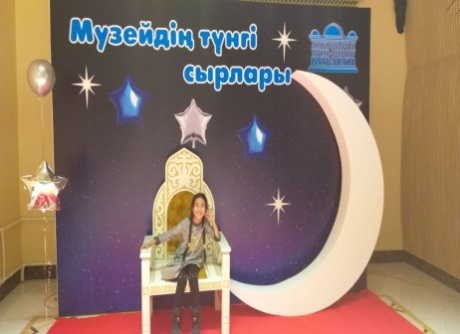 Музейдің түнгі
сырлары